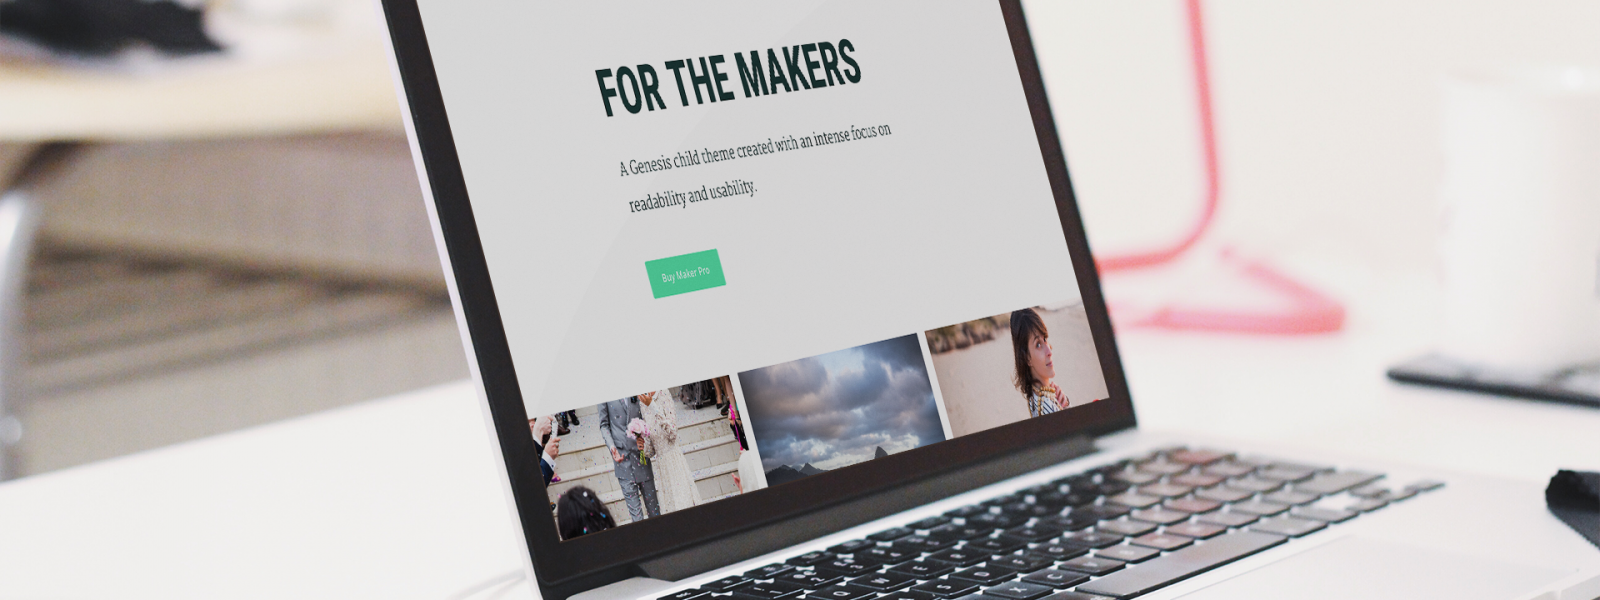 FOR THE MAKERS
A Genesis child theme created with an intense focus on
readability and usability.
Buy Maker Pro